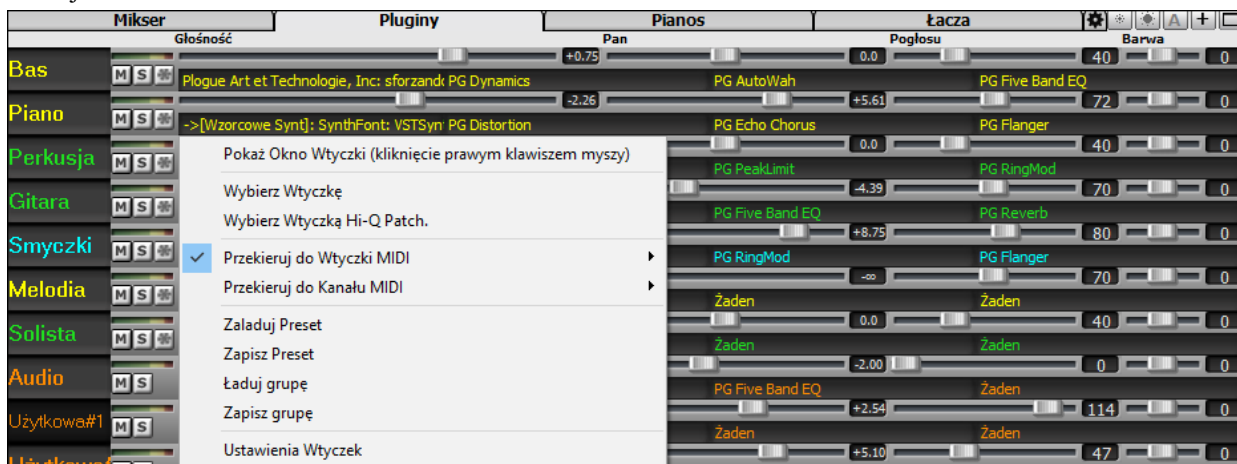 Mikser Pluginy Pianos Łacza A +
Głośność Pan Pogłosu Barwa
+0.75 0.0 40 0
Bas M S Plogue Art et Technologie, Inc: sforzando PG Dynamics PG AutoWah PG Five Band EQ
-2.26 +5.61 72 0
Piano M S ->[Wzorcowe Synt]: SynthFont: VSTSyn PG Distortion PG Echo Chorus PG Flanger
0.0 40 0
Perkusja M S PG PeakLimit PG RingMod
-4.39 70 0
Gitara M S PG Five Band EQ PG Reverb
+8.75 80 0
Smyczki M S PG RingMod PG Flanger
-∞ 70 0
Melodia M S Żaden Żaden
0.0 40 0
Solista M S Żaden Żaden
-2.00 0 0
Audio M S PG Five Band EQ Żaden
+2.54 114 0
Użytkowa#1 M S Żaden Żaden
+5.10 47 0
Pokaż Okno Wtyczki (kliknięcie prawym klawiszem myszy)
Wybierz Wtyczkę
Wybierz Wtyczką Hi-Q Patch.
Przekieruj do Wtyczki MIDI
Przekieruj do Kanału MIDI
Zaladuj Preset
Zapisz Preset
Ładuj grupę
Zapisz grupę
Ustawienia Wtyczek